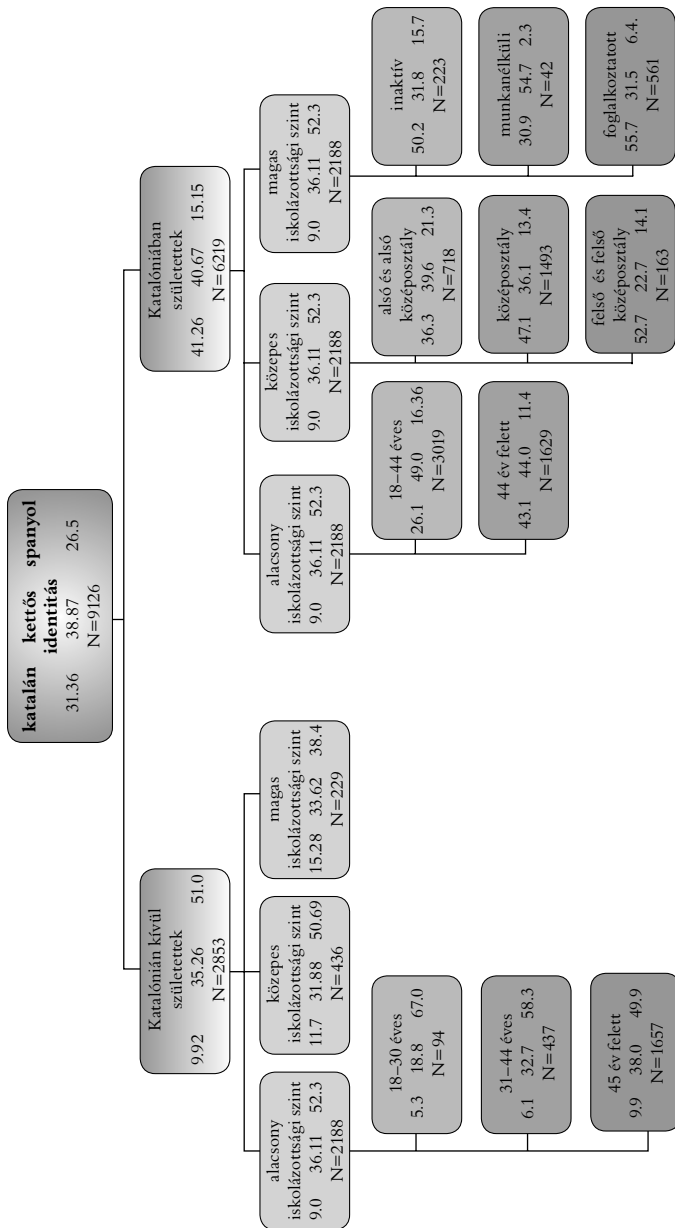 katalán kettős spanyol
identitás
31.36 38.87 26.5
N=9126
Katalónián kívül
születettek
9.92 35.26 51.0
N=2853
Katalóniában
születettek
41.26 40.67 15.15
N=6219
alacsony
iskolázottsági szint
9.0 36.11 52.3
N=2188
közepes
iskolázottsági szint
11.7 31.88 50.69
N=436
magas
iskolázottsági szint
15.28 33.62 38.4
N=229
alacsony
iskolázottsági szint
9.0 36.11 52.3
N=2188
közepes
iskolázottsági szint
9.0 36.11 52.3
N=2188
magas
iskolázottsági szint
9.0 36.11 52.3
N=2188
18–30 éves
5.3 18.8 67.0
N=94
31–44 éves
6.1 32.7 58.3
N=437
45 év felett
9.9 38.0 49.9
N=1657
18–44 éves
26.1 49.0 16.36
N=3019
44 év felett
43.1 44.0 11.4
N=1629
alsó és alsó
középosztály
36.3 39.6 21.3
N=718
középosztály
47.1 36.1 13.4
N=1493
felső és felső
középosztály
52.7 22.7 14.1
N=163
inaktív
50.2 31.8 15.7
N=223
munkanélküli
30.9 54.7 2.3
N=42
foglalkoztatott
55.7 31.5 6.4.
N=561